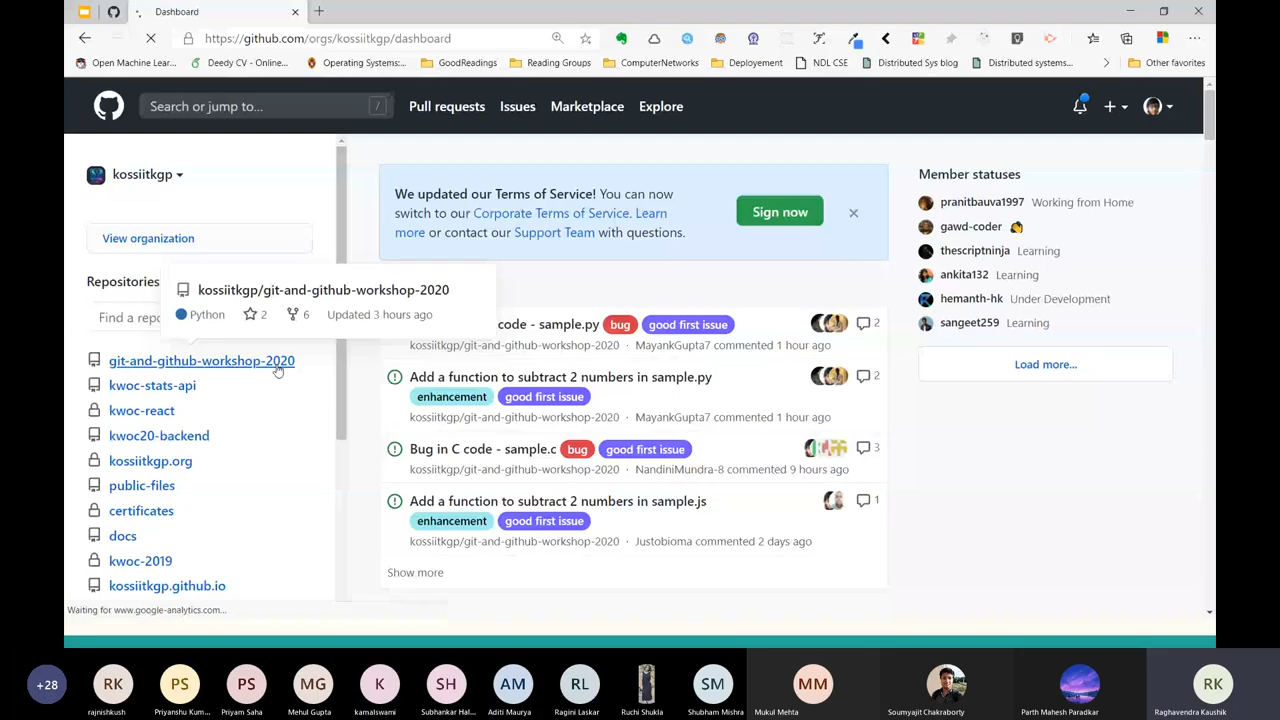 Dashboard
https://github.com/orgs/kossiitkgp/dashboard
Open Machine Lear...
Deedy CV - Online...
Operating Systems:...
GoodReadings
Reading Groups
ComputerNetworks
Deployement
NDL CSE
Distributed Sys blog
Distributed systems...
Other favorites
Search or jump to...
/
Pull requests
Issues
Marketplace
Explore
kossiitkgp
View organization
Repositories
Find a repo
kossiitkgp/git-and-github-workshop-2020
Python 2 6 Updated 3 hours ago
git-and-github-workshop-2020
kwoc-stats-api
kwoc-react
kwoc20-backend
kossiitkgp.org
public-files
certificates
docs
kwoc-2019
kossiitkgp.github.io
We updated our Terms of Service! You can now
switch to our Corporate Terms of Service. Learn
more or contact our Support Team with questions.
Sign now
code - sample.py bug good first issue 2
kossiitkgp/git-and-github-workshop-2020 · MayankGupta7 commented 1 hour ago
Add a function to subtract 2 numbers in sample.py 2
enhancement good first issue
kossiitkgp/git-and-github-workshop-2020 · MayankGupta7 commented 1 hour ago
Bug in C code - sample.c bug good first issue 3
kossiitkgp/git-and-github-workshop-2020 · NandiniMundra-8 commented 9 hours ago
Add a function to subtract 2 numbers in sample.js 1
enhancement good first issue
kossiitkgp/git-and-github-workshop-2020 · Justobioma commented 2 days ago
Show more
Member statuses
pranitbauva1997 Working from Home
gawd-coder
thescriptninja Learning
ankita132 Learning
hemanth-hk Under Development
sangeet259 Learning
Load more...
Waiting for www.google-analytics.com...
+28
RK
rajnishkush
PS
Priyanshu Kum...
PS
Priyam Saha
MG
Mehul Gupta
K
kamalswami
SH
Subhankar Hal...
AM
Aditi Maurya
RL
Ragini Laskar
Ruchi Shukla
SM
Shubham Mishra
MM
Mukul Mehta
Soumyajit Chakraborty
Parth Mahesh Paradkar
RK
Raghavendra Kaushik